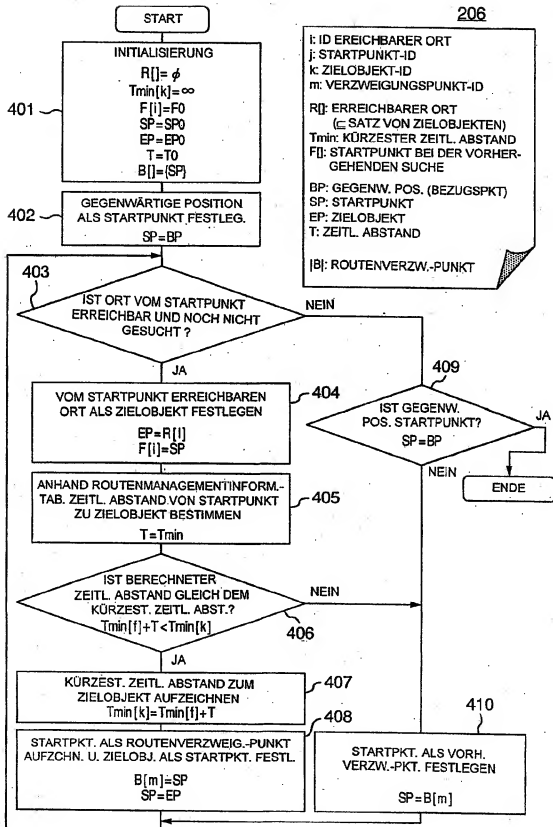 START
206
INITIALISIERUNG
R[]= ϕ
Tmin[k]=∞
F[i]=F0
SP=SP0
EP=EP0
T=T0
B[]={SP}
401
I: ID EREICHBARER ORT
j: STARTPUNKT-ID
k: ZIELOBJEKT-ID
m: VERZWEIGUNGSPUNKT-ID
R[]: ERREICHBARER ORT
(⊆ SATZ VON ZIELOBJEKTEN)
Tmin: KÜRZESTER ZEITL. ABSTAND
F[]: STARTPUNKT BEI DER VORHER-
GEHENDEN SUCHE
BP: GEGENW. POS. (BEZUGSPKT)
SP: STARTPUNKT
EP: ZIELOBJEKT
T: ZEITL. ABSTAND
|B|: ROUTENVERZW.-PUNKT
402
GEGENWÄRTIGE POSITION
ALS STARTPUNKT FESTLEG.
SP=BP
403
IST ORT VOM STARTPUNKT
ERREICHBAR UND NOCH NICHT
GESUCHT ?
NEIN
JA
404
VOM STARTPUNKT ERREICHBAREN
ORT ALS ZIELOBJEKT FESTLEGEN
EP=R[I]
F[i]=SP
409
IST GEGENW.
POS. STARTPUNKT?
SP=BP
JA
NEIN
ENDE
405
ANHAND ROUTENMANAGEMENTINFORM.-
TAB. ZEITL. ABSTAND VON STARTPUNKT
ZU ZIELOBJEKT BESTIMMEN
T=Tmin
IST BERECHNETER
ZEITL. ABSTAND GLEICH DEM
KÜRZEST. ZEITL. ABST.?
Tmin[f]+T<Tmin[k]
NEIN
406
JA
407
KÜRZEST. ZEITL. ABSTAND ZUM
ZIELOBJEKT AUFZEICHNEN
Tmin[k]=Tmin[f]+T
408
STARTPKT. ALS ROUTENVERZWEIG.-PUNKT
AUFZCHN. U. ZIELOBJ. ALS STARTPKT. FESTL.
B[m]=SP
SP=EP
410
STARTPKT. ALS VORH.
VERZW.-PKT. FESTLEGEN
SP=B[m]